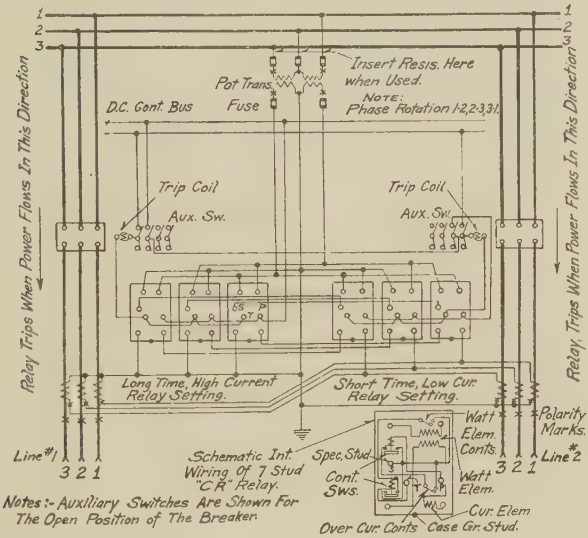 1
2
3
1
2
3
Insert Resis. Here
when Used.
Pot Trans.
NOTE:
Phase Rotation 1-2,2-3,3-1.
D.C. Cont. Bus
Fuse
Relay Trips When Power Flows In This Direction
Relay, Trips When Power Flows In This Direction
Trip Coil
Aux. Sw.
Trip Coil
Aux. Sw.
S P
T
Long Time, High Current
Relay Setting.
Short Time, Low Cur.
Relay Setting.
Polarity
Marks.
Line #1
3 2 1
Line #2
3 2 1
Schematic Int.
Wiring Of 7 Stud
"CR" Relay.
Spec. Stud
Cont.
Sws.
Watt
Elem.
Conts.
Watt
Elem.
Cur. Elem
T
P
W
Over Cur. Conts
Case Gr. Stud.
Notes:- Auxiliary Switches Are Shown For
The Open Position of The Breaker.